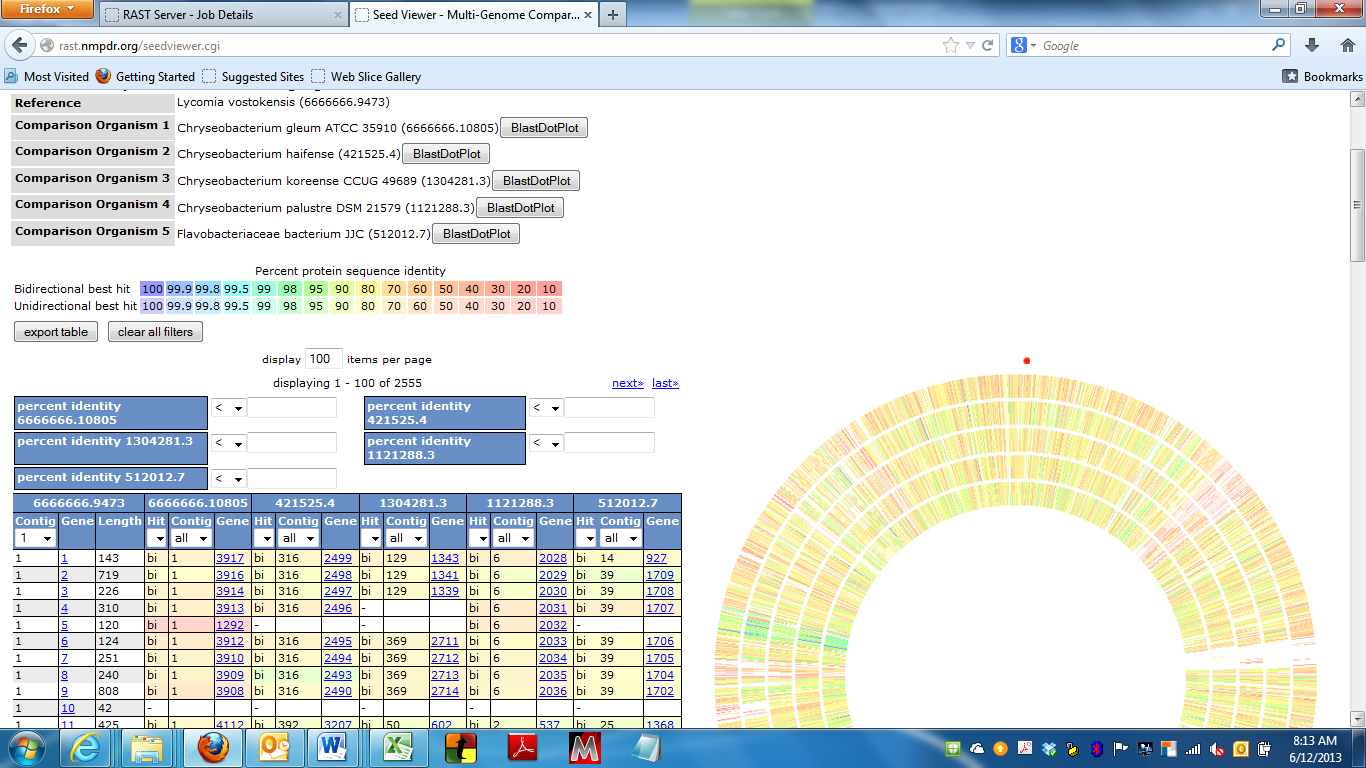 Firefox
RAST Server - Job Details
Seed Viewer - Multi-Genome Compar...
rast.nmpdr.org/seedviewer.cgi
Google
Most Visited Getting Started Suggested Sites Web Slice Gallery Bookmarks
Reference Lycomia vostokensis (6666666.9473)
Comparison Organism 1 Chryseobacterium gleum ATCC 35910 (6666666.10805) BlastDotPlot
Comparison Organism 2 Chryseobacterium haifense (421525.4) BlastDotPlot
Comparison Organism 3 Chryseobacterium koreense CCUG 49689 (1304281.3) BlastDotPlot
Comparison Organism 4 Chryseobacterium palustre DSM 21579 (1121288.3) BlastDotPlot
Comparison Organism 5 Flavobacteriaceae bacterium JJC (512012.7) BlastDotPlot
Percent protein sequence identity
Bidirectional best hit 100 99.9 99.8 99.5 99 98 95 90 80 70 60 50 40 30 20 10
Unidirectional best hit 100 99.9 99.8 99.5 99 98 95 90 80 70 60 50 40 30 20 10
export table clear all filters
display 100 items per page
displaying 1 - 100 of 2555 next» last»
percent identity 6666666.10805 < percent identity 421525.4 <
percent identity 1304281.3 < percent identity 1121288.3 <
percent identity 512012.7 <
6666666.9473 6666666.10805 421525.4 1304281.3 1121288.3 512012.7
Contig Gene Length Hit Contig Gene Hit Contig Gene Hit Contig Gene Hit Contig Gene Hit Contig Gene
1 all all all all all
1 1 143 bi 1 3917 bi 316 2499 bi 129 1343 bi 6 2028 bi 14 927
1 2 719 bi 1 3916 bi 316 2498 bi 129 1341 bi 6 2029 bi 39 1709
1 3 226 bi 1 3914 bi 316 2497 bi 129 1339 bi 6 2030 bi 39 1708
1 4 310 bi 1 3913 bi 316 2496 - bi 6 2031 bi 39 1707
1 5 120 bi 1 1292 - - bi 6 2032 -
1 6 124 bi 1 3912 bi 316 2495 bi 369 2711 bi 6 2033 bi 39 1706
1 7 251 bi 1 3910 bi 316 2494 bi 369 2712 bi 6 2034 bi 39 1705
1 8 240 bi 1 3909 bi 316 2493 bi 369 2713 bi 6 2035 bi 39 1704
1 9 808 bi 1 3908 bi 316 2490 bi 369 2714 bi 6 2036 bi 39 1702
1 10 42 - - - - -
1 11 425 bi 1 4112 bi 392 3207 bi 50 602 bi 2 537 bi 25 1368
8:13 AM
6/12/2013